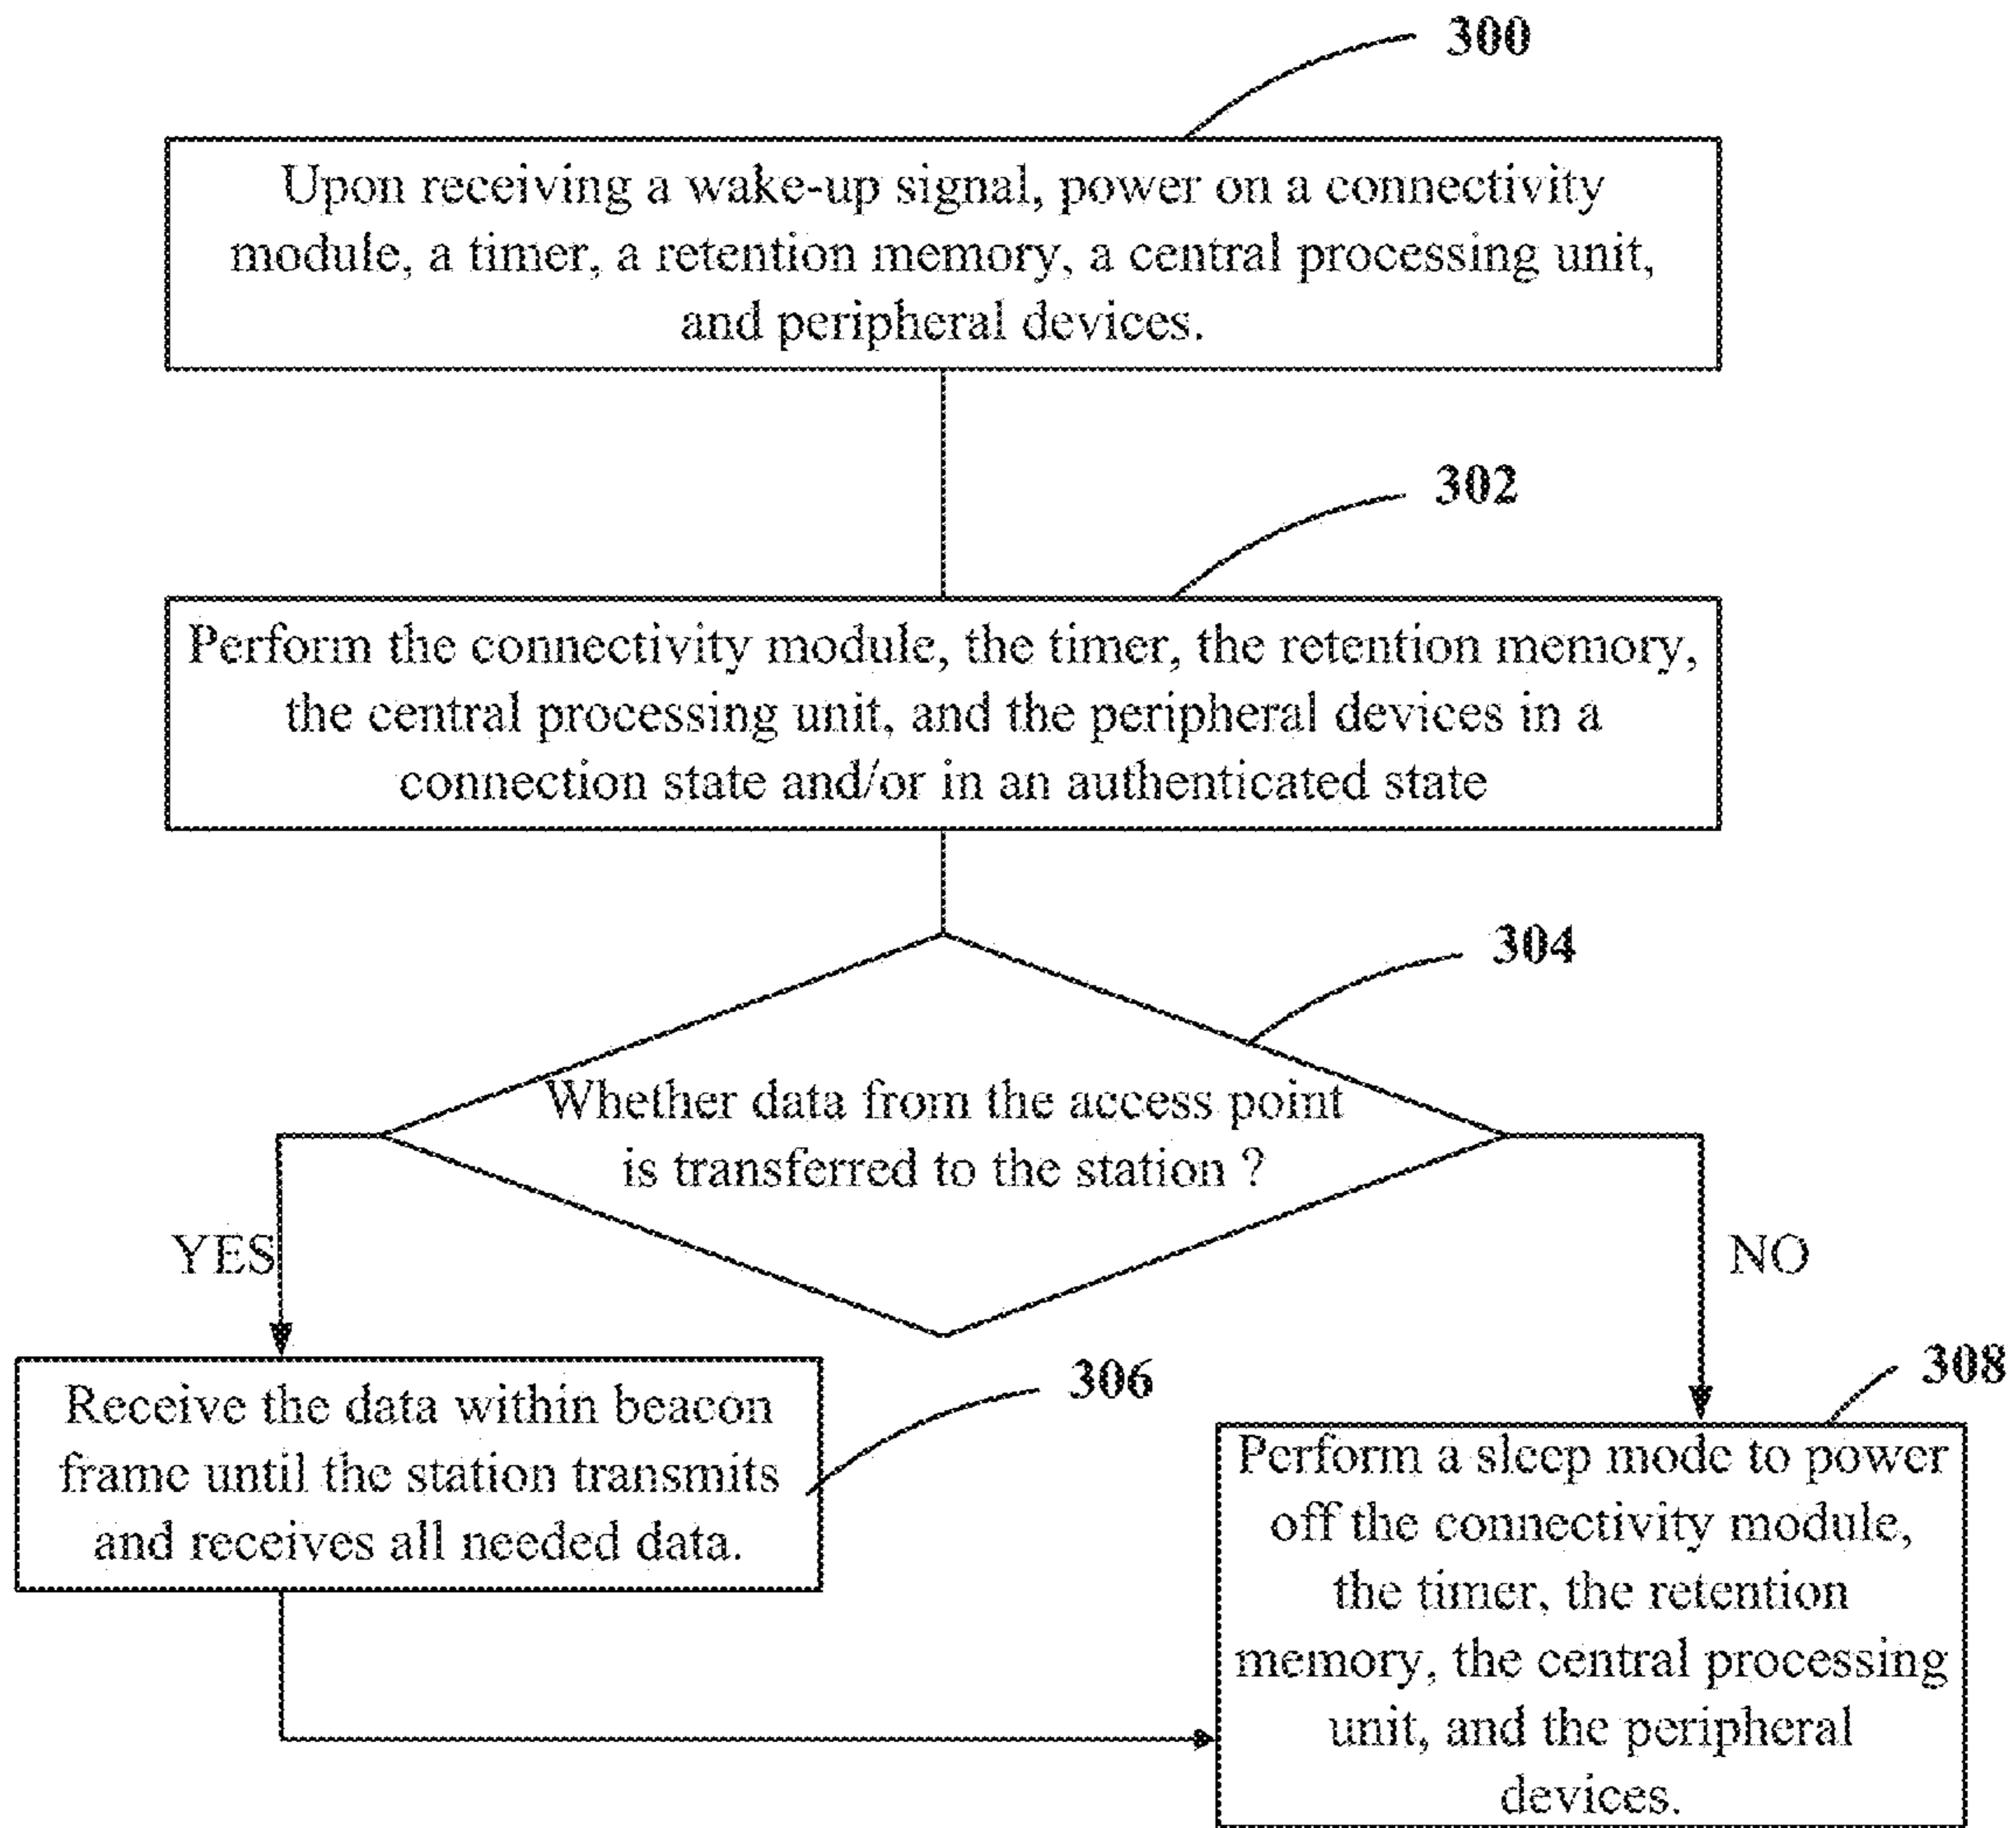 300
Upon receiving a wake-up signal, power on a connectivity
module, a timer, a retention memory, a central processing unit,
and peripheral devices.
302
Perform the connectivity module, the timer, the retention memory,
the central processing unit, and the peripheral devices in a
connection state and/or in an authenticated state
304
Whether data from the access point
is transferred to the station ?
YES
NO
306
Receive the data within beacon
frame until the station transmits
and receives all needed data.
308
Perform a sleep mode to power
off the connectivity module,
the timer, the retention
memory, the central processing
unit, and the peripheral
devices.